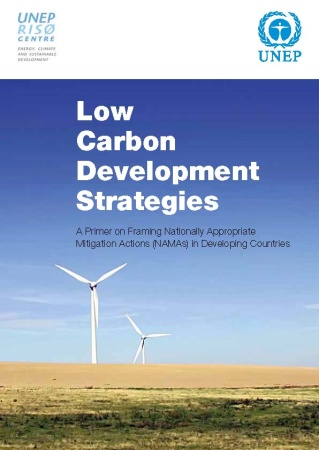 UNEP
RISØ
CENTRE
ENERGY, CLIMATE
AND SUSTAINABLE
DEVELOPMENT
UNEP
Low
Carbon
Development
Strategies
A Primer on Framing Nationally Appropriate
Mitigation Actions (NAMAs) in Developing Countries